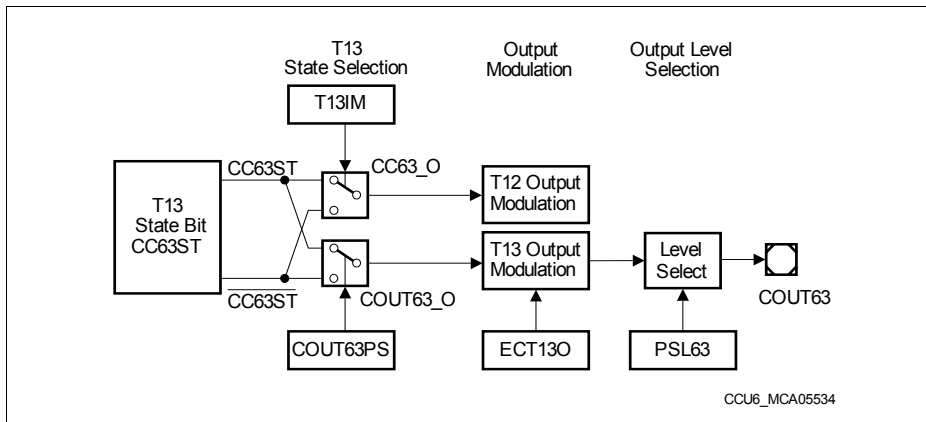 T13
State Selection
Output
Modulation
Output Level
Selection
T13IM
CC63ST
CC63_O
T13
State Bit
CC63ST
T12 Output
Modulation
T13 Output
Modulation
Level
Select
CC63ST
COUT63_O
COUT63
COUT63PS
ECT13O
PSL63
CCU6_MCA05534